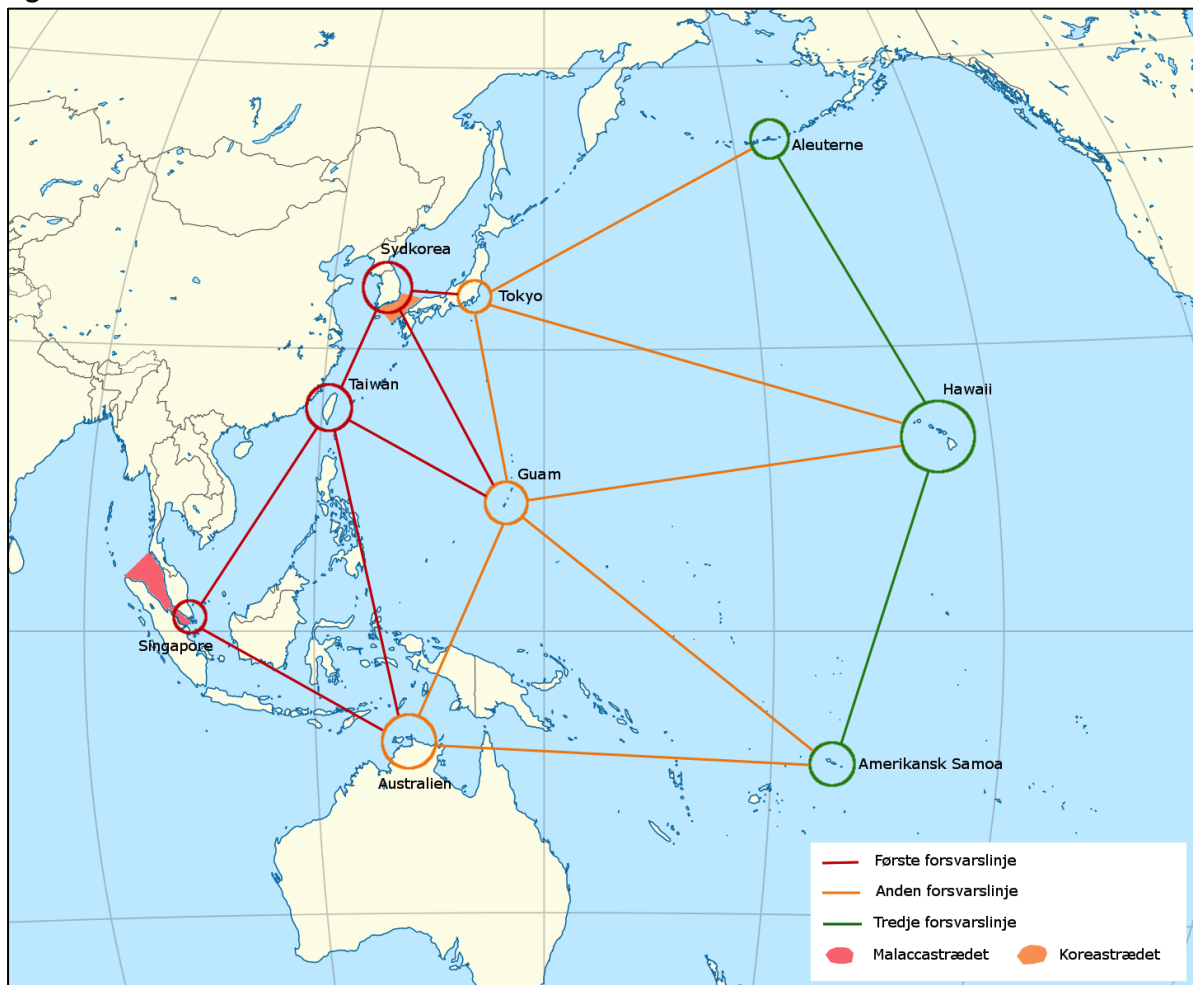 Aleuterne
Sydkorea
Tokyo
Taiwan
Hawaii
Guam
Singapore
Amerikansk Samoa
Australien
Første forsvarslinje
Anden forsvarslinje
Tredje forsvarslinje
Malaccastrædet
Koreastrædet